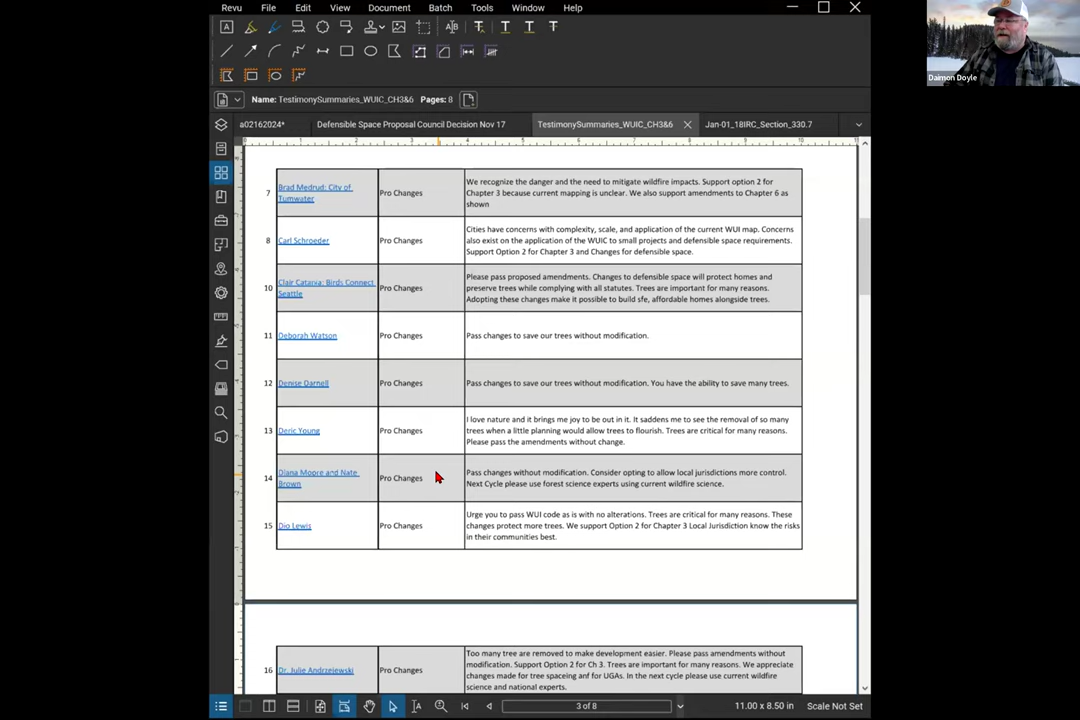 Revu File Edit View Document Batch Tools Window Help
Name: TestimonySummaries_WUIC_CH3&6 Pages: 8
a02162024* Defensible Space Proposal Council Decision Nov 17 TestimonySummaries_WUIC_CH3&6 Jan-01_18IRC_Section_330.7
7
Brad Medrud: City of
Tumwater
Pro Changes
We recognize the danger and the need to mitigate wildfire impacts. Support option 2 for
Chapter 3 because current mapping is unclear. We also support amendments to Chapter 6 as
shown
8
Carl Schroeder
Pro Changes
Cities have concerns with complexity, scale, and application of the current WUI map. Concerns
also exist on the application of the WUIC to small projects and defensible space requirements.
Support Option 2 for Chapter 3 and Changes for defensible space.
10
Clair Catania: Birds Connect
Seattle
Pro Changes
Please pass proposed amendments. Changes to defensible space will protect homes and
preserve trees while complying with all statutes. Trees are important for many reasons.
Adopting these changes make it possible to build sfe, affordable homes alongside trees.
11
Deborah Watson
Pro Changes
Pass changes to save our trees without modification.
12
Denise Darnell
Pro Changes
Pass changes to save our trees without modification. You have the ability to save many trees.
13
Deric Young
Pro Changes
I love nature and it brings me joy to be out in it. It saddens me to see the removal of so many
trees when a little planning would allow trees to flourish. Trees are critical for many reasons.
Please pass the amendments without change.
14
Diana Moore and Nate
Brown
Pro Changes
Pass changes without modification. Consider opting to allow local jurisdictions more control.
Next Cycle please use forest science experts using current wildfire science.
15
Dio Lewis
Pro Changes
Urge you to pass WUI code as is with no alterations. Trees are critical for many reasons. These
changes protect more trees. We support Option 2 for Chapter 3 Local Jurisdiction know the risks
in their communities best.
16
Dr. Julie Andrzejewski
Pro Changes
Too many tree are removed to make development easier. Please pass amendments without
modification. Support Option 2 for Ch 3. Trees are important for many reasons. We appreciate
changes made for tree spaceing anf for UGAs. In the next cycle please use current wildfire
science and national experts.
3 of 8
11.00 x 8.50 in Scale Not Set
Daimon Doyle